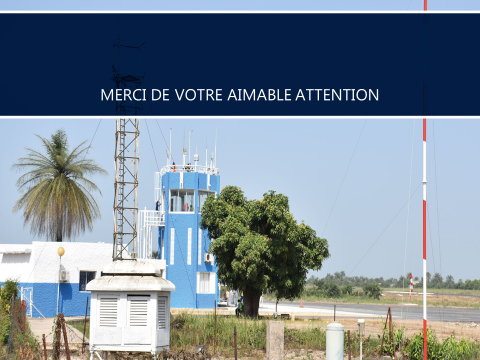 MERCI DE VOTRE AIMABLE ATTENTION